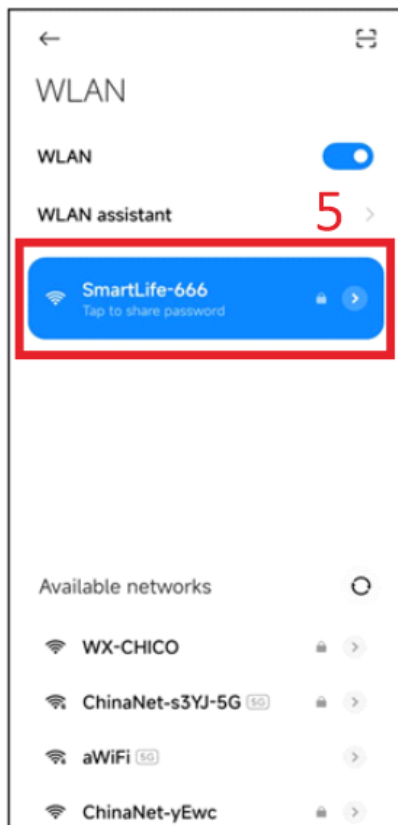 WLAN
WLAN
WLAN assistant
5
SmartLife-666
Tap to share password
Available networks
WX-CHICO
ChinaNet-s3YJ-5G 5G
aWiFi 5G
ChinaNet-yEwc